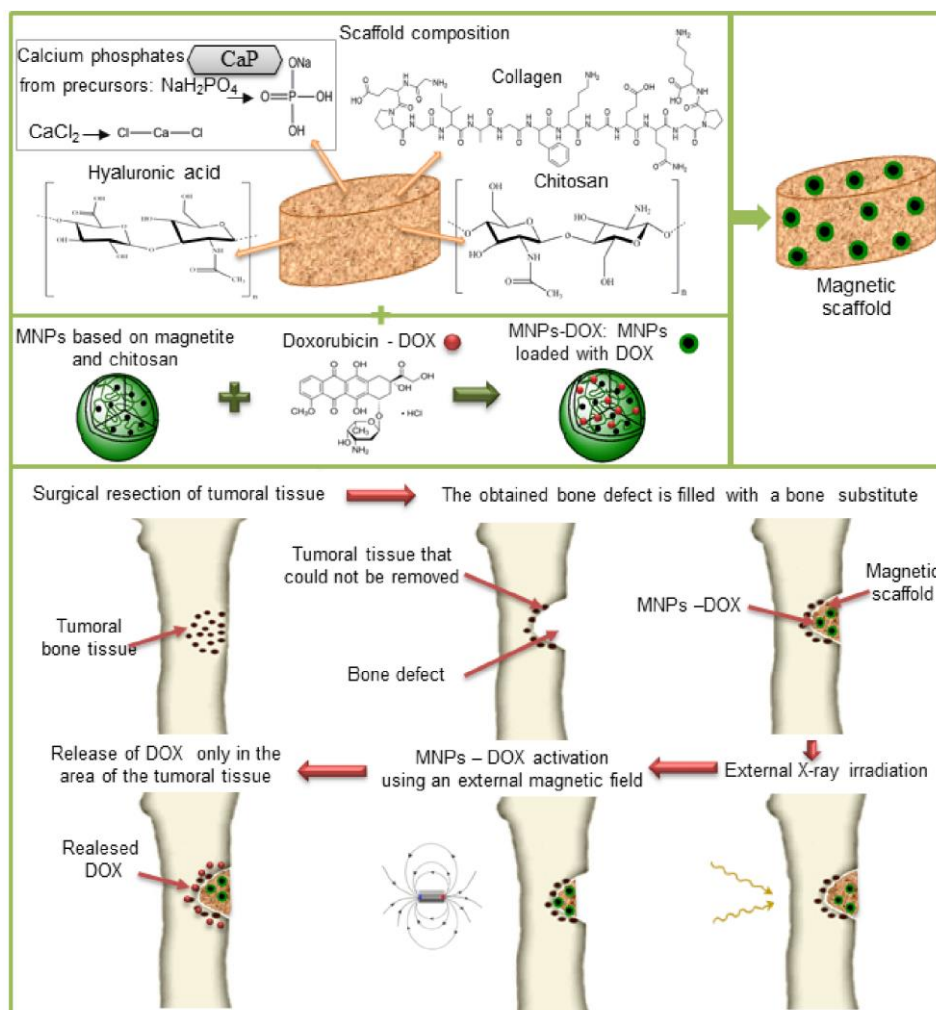 Calcium phosphates
CaP
from precursors: NaH2PO4
ONa
O
P
OH
OH
CaCl2
Cl—Ca—Cl
Scaffold composition
Collagen
Hyaluronic acid
Chitosan
Magnetic
scaffold
+
MNPs based on magnetite
and chitosan
Doxorubicin - DOX
MNPs-DOX: MNPs
loaded with DOX
Surgical resection of tumoral tissue
The obtained bone defect is filled with a bone substitute
Tumoral
bone tissue
Tumoral tissue that
could not be removed
Bone defect
MNPs –DOX
Magnetic
scaffold
Release of DOX only in the
area of the tumoral tissue
MNPs – DOX activation
using an external magnetic field
External X-ray irradiation
Realesed
DOX